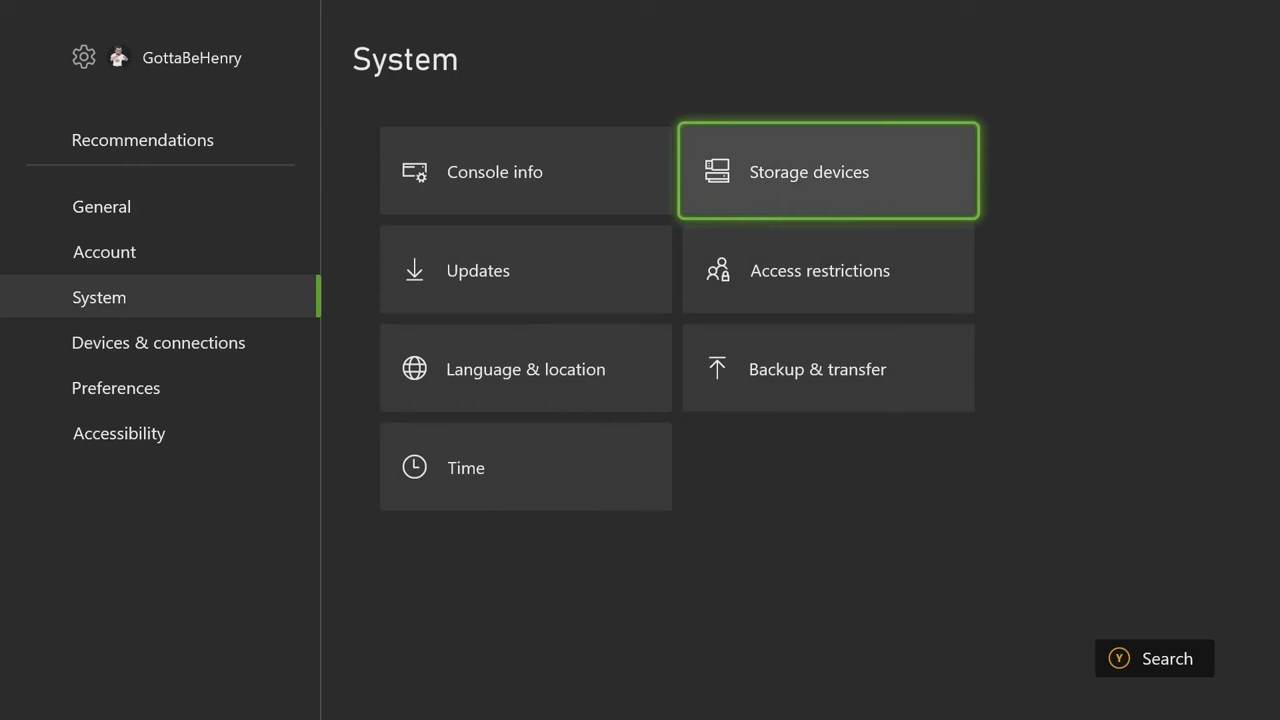 GottaBeHenry
Recommendations
General
Account
System
Devices & connections
Preferences
Accessibility
System
Console info
Storage devices
Updates
Access restrictions
Language & location
Backup & transfer
Time
Y Search